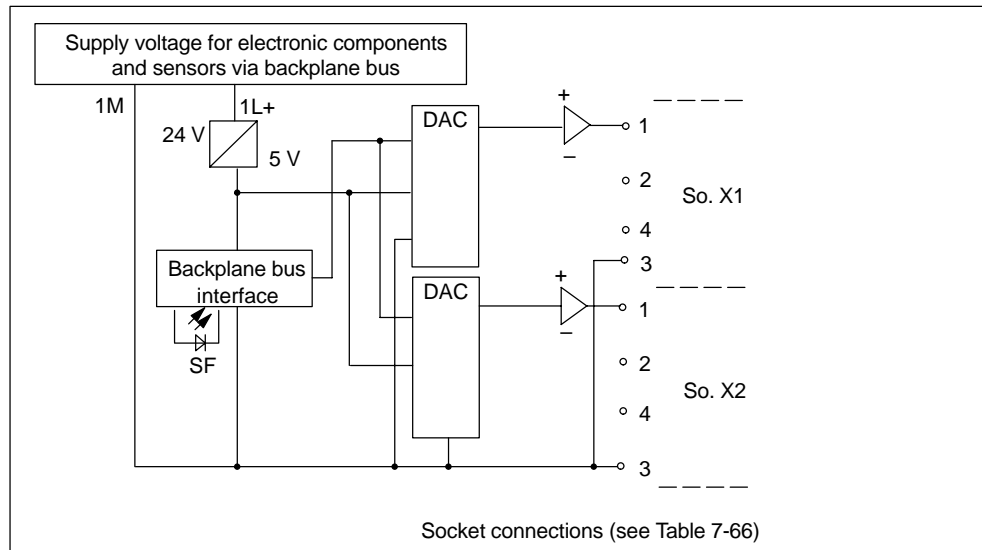 Supply voltage for electronic components
and sensors via backplane bus
1M
1L+
24 V
5 V
DAC
+
–
1
2
4
3
So. X1
Backplane bus
interface
SF
DAC
+
–
1
2
4
3
So. X2
Socket connections (see Table 7-66)